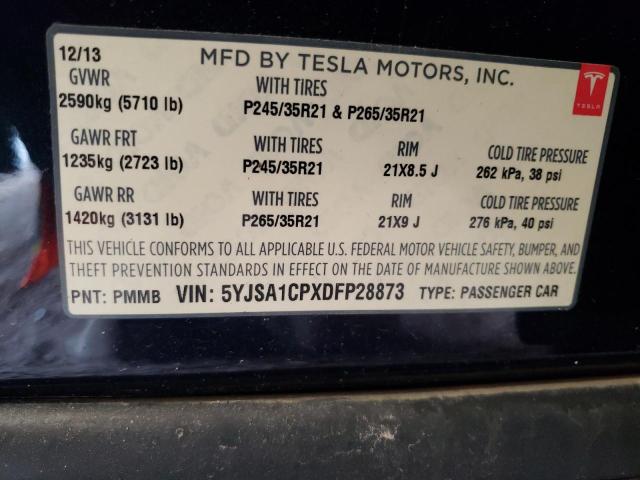 12/13 MFD BY TESLA MOTORS, INC.
GVWR WITH TIRES
2590kg (5710 lb) P245/35R21 & P265/35R21
TESLA
GAWR FRT WITH TIRES RIM COLD TIRE PRESSURE
1235kg (2723 lb) P245/35R21 21X8.5 J 262 kPa, 38 psi
GAWR RR WITH TIRES RIM COLD TIRE PRESSURE
1420kg (3131 lb) P265/35R21 21X9 J 276 kPa, 40 psi
THIS VEHICLE CONFORMS TO ALL APPLICABLE U.S. FEDERAL MOTOR VEHICLE SAFETY, BUMPER, AND
THEFT PREVENTION STANDARDS IN EFFECT ON THE DATE OF MANUFACTURE SHOWN ABOVE.
PNT: PMMB VIN: 5YJSA1CPXDFP28873 TYPE: PASSENGER CAR